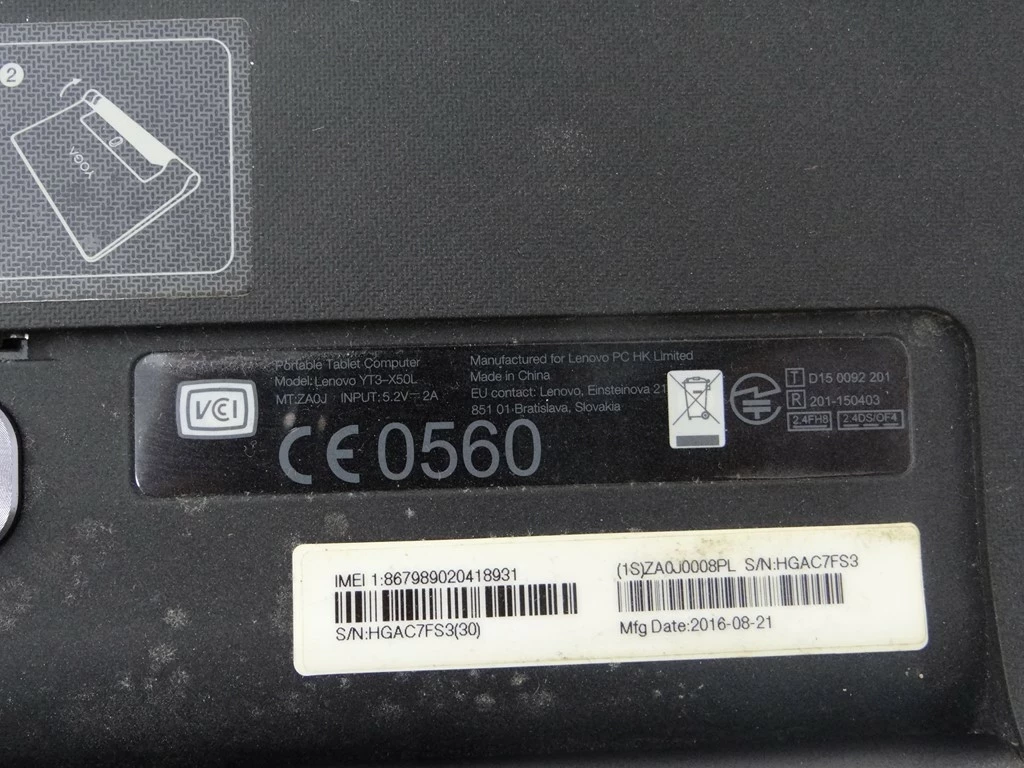 2
YOGA
Portable Tablet Computer
Model: Lenovo YT3-X50L
MT:ZA0J INPUT: 5.2V⎓2A
Manufactured for Lenovo PC HK Limited
Made in China
EU contact: Lenovo, Einsteinova 21
851 01 Bratislava, Slovakia
VCCI
CE 0560
T D15 0092 201
R 201-150403
2.4FH8 2.4DS/OF4
IMEI 1:867989020418931
S/N:HGAC7FS3(30)
(1S)ZA0J0008PL S/N:HGAC7FS3
Mfg Date:2016-08-21